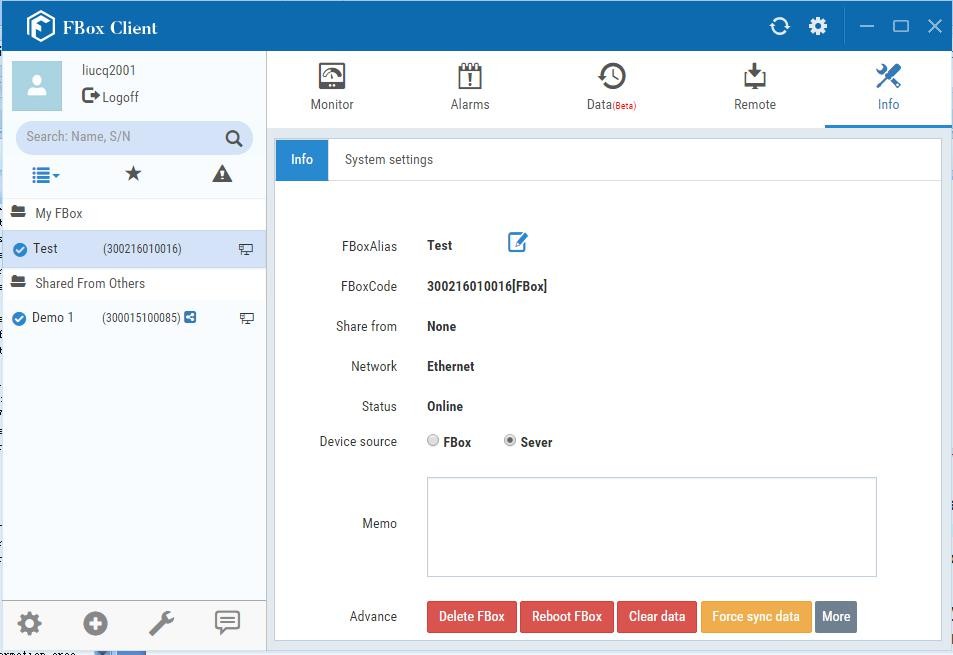 FBox Client
liucq2001
Logoff
Search: Name, S/N
My FBox
Test (300216010016)
Shared From Others
Demo 1 (300015100085)
Monitor
Alarms
Data(Beta)
Remote
Info
Info
System settings
FBoxAlias Test
FBoxCode 300216010016[FBox]
Share from None
Network Ethernet
Status Online
Device source FBox Sever
Memo
Advance Delete FBox Reboot FBox Clear data Force sync data More